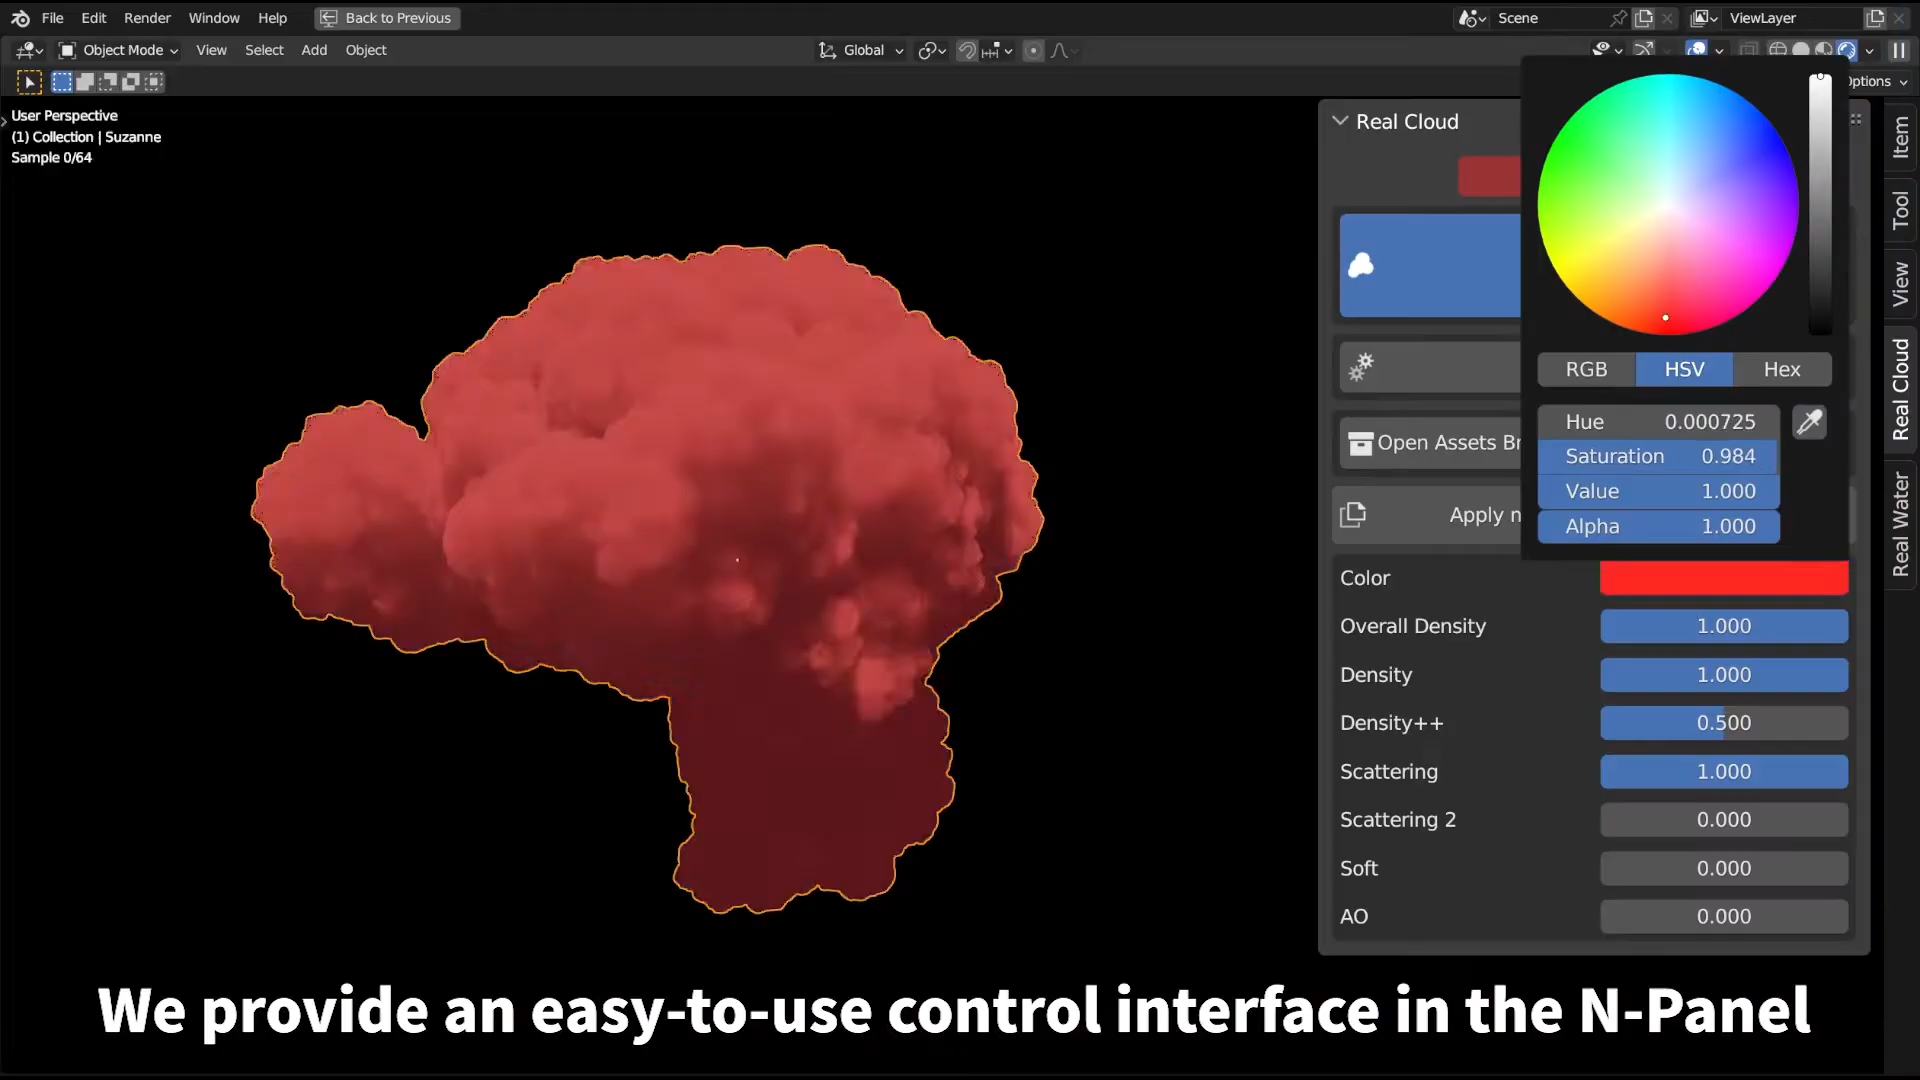 File Edit Render Window Help Back to Previous Scene ViewLayer
Object Mode View Select Add Object Global
Options
User Perspective
(1) Collection | Suzanne
Sample 0/64
Real Cloud
Open Assets Br
Apply n
RGB HSV Hex
Hue 0.000725
Saturation 0.984
Value 1.000
Alpha 1.000
Color
Overall Density 1.000
Density 1.000
Density++ 0.500
Scattering 1.000
Scattering 2 0.000
Soft 0.000
AO 0.000
Item
Tool
View
Real Cloud
Real Water
We provide an easy-to-use control interface in the N-Panel